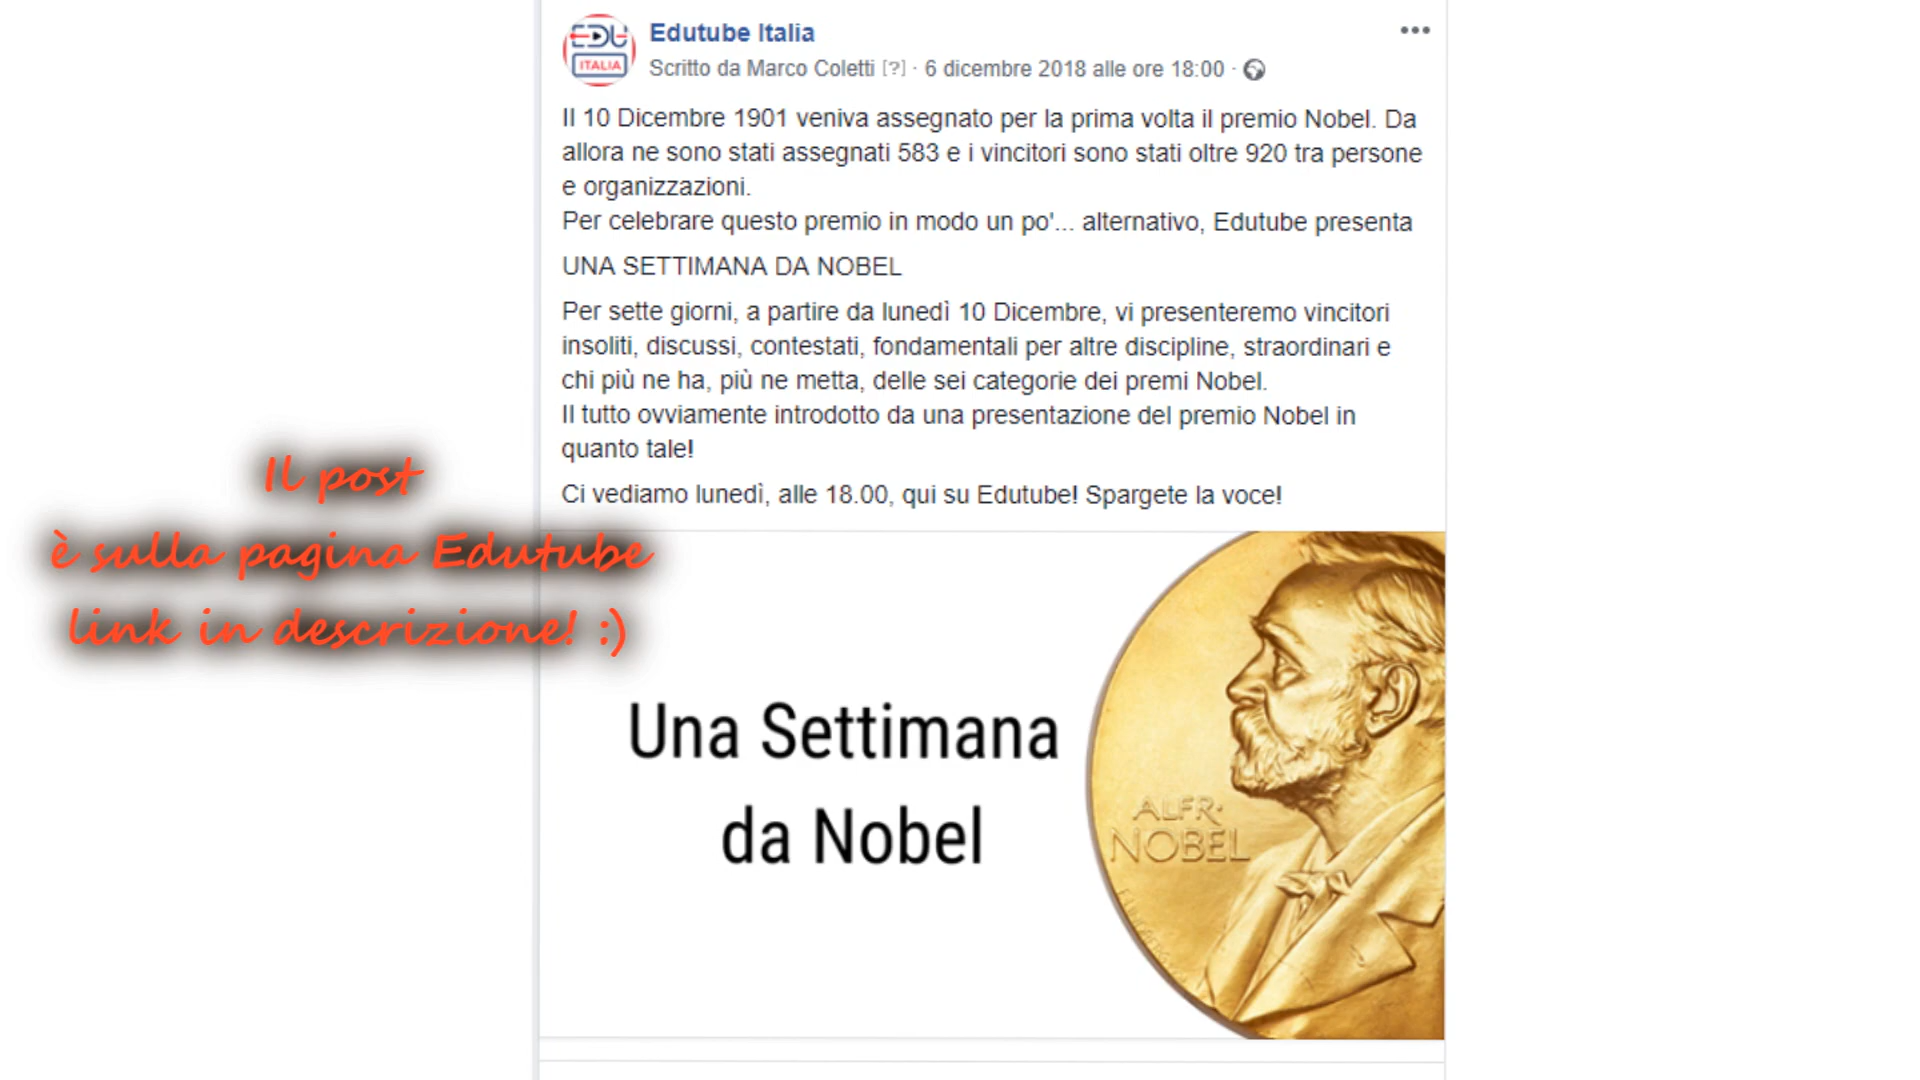 EDU
ITALIA
Edutube Italia
Scritto da Marco Coletti [?] · 6 dicembre 2018 alle ore 18:00 ·
Il 10 Dicembre 1901 veniva assegnato per la prima volta il premio Nobel. Da
allora ne sono stati assegnati 583 e i vincitori sono stati oltre 920 tra persone
e organizzazioni.
Per celebrare questo premio in modo un po'... alternativo, Edutube presenta
UNA SETTIMANA DA NOBEL
Per sette giorni, a partire da lunedì 10 Dicembre, vi presenteremo vincitori
insoliti, discussi, contestati, fondamentali per altre discipline, straordinari e
chi più ne ha, più ne metta, delle sei categorie dei premi Nobel.
Il tutto ovviamente introdotto da una presentazione del premio Nobel in
quanto tale!
Ci vediamo lunedì, alle 18.00, qui su Edutube! Spargete la voce!
Il post
è sulla pagina Edutube
link in descrizione! :)
Una Settimana
da Nobel
ALFR·
NOBEL